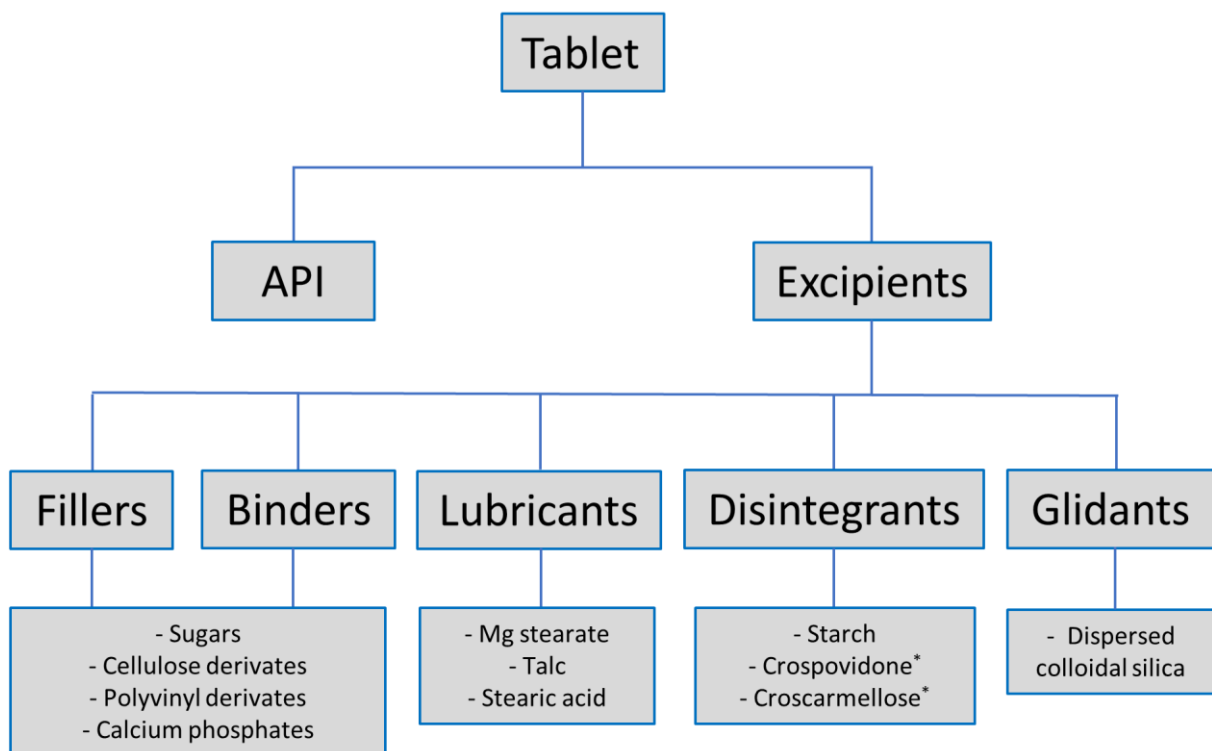 Tablet
API
Excipients
Fillers
Binders
Lubricants
Disintegrants
Glidants
- Sugars
- Cellulose derivates
- Polyvinyl derivates
- Calcium phosphates
- Mg stearate
- Talc
- Stearic acid
- Starch
- Crospovidone*
- Croscarmellose*
- Dispersed
colloidal silica